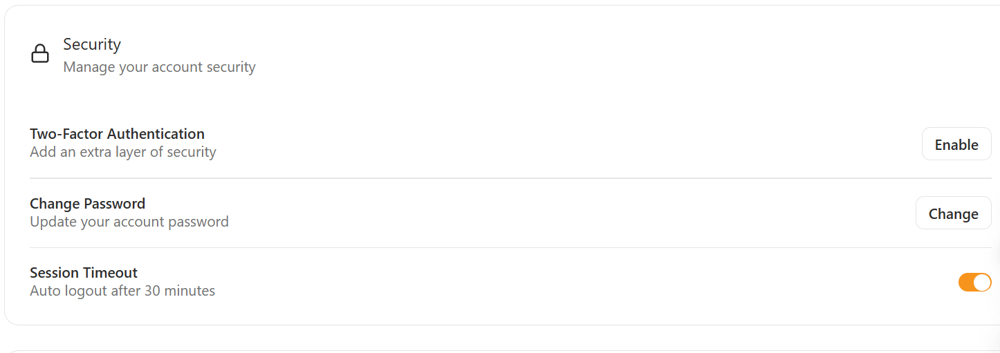 Security
Manage your account security
Two-Factor Authentication
Add an extra layer of security
Enable
Change Password
Update your account password
Change
Session Timeout
Auto logout after 30 minutes